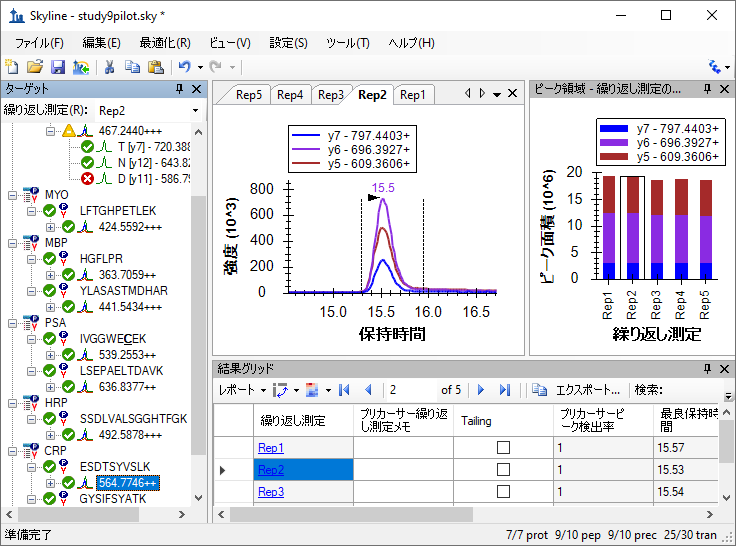 Skyline - study9pilot.sky *
ファイル(F) 編集(E) 最適化(R) ビュー(V) 設定(S) ツール(T) ヘルプ(H)
ターゲット
繰り返し測定(R): Rep2
467.2440+++
T [y7] - 720.388
N [y12] - 643.82
D [y11] - 586.79
MYO
LFTGHPETLEK
424.5592+++
MBP
HGFLPR
363.7059+++
YLASASTMDHAR
441.5434+++
PSA
IVGGWECEK
539.2553++
LSEPAELTDAVK
636.8377++
HRP
SSDLVALSGGHTFGK
492.5878+++
CRP
ESDTSYVSLK
564.7746++
GYSIFSYATK
Rep5 Rep4 Rep3 Rep2 Rep1
y7 - 797.4403+
y6 - 696.3927+
y5 - 609.3606+
15.5
強度 (10^3)
800
600
400
200
0
15.0 15.5 16.0 16.5
保持時間
ピーク領域 - 繰り返し測定の...
y7 - 797.4403+
y6 - 696.3927+
y5 - 609.3606+
ピーク面積 (10^6)
20
15
10
5
0
Rep1 Rep2 Rep3 Rep4 Rep5
繰り返し測定
結果グリッド
レポート 2 of 5 エクスポート... 検索:
繰り返し測定 プリカーサー繰り返し測定メモ Tailing プリカーサーピーク検出率 最良保持時間
Rep1 1 15.57
Rep2 1 15.53
Rep3 1 15.54
準備完了 7/7 prot 9/10 pep 9/10 prec 25/30 tran